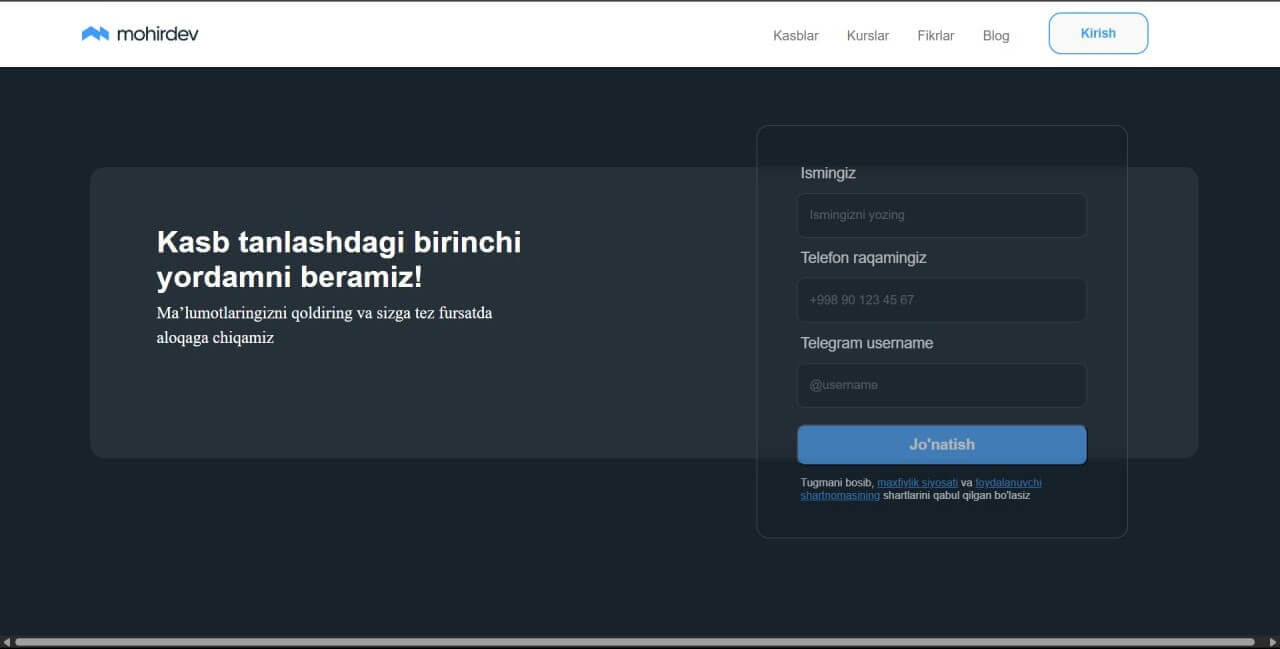 mohirdev
Kasblar
Kurslar
Fikrlar
Blog
Kirish
Kasb tanlashdagi birinchi
yordamni beramiz!
Ma’lumotlaringizni qoldiring va sizga tez fursatda
aloqaga chiqamiz
Ismingiz
Ismingizni yozing
Telefon raqamingiz
+998 90 123 45 67
Telegram username
@username
Jo'natish
Tugmani bosib, maxfiylik siyosati va foydalanuvchi
shartnomasining shartlarini qabul qilgan bo'lasiz